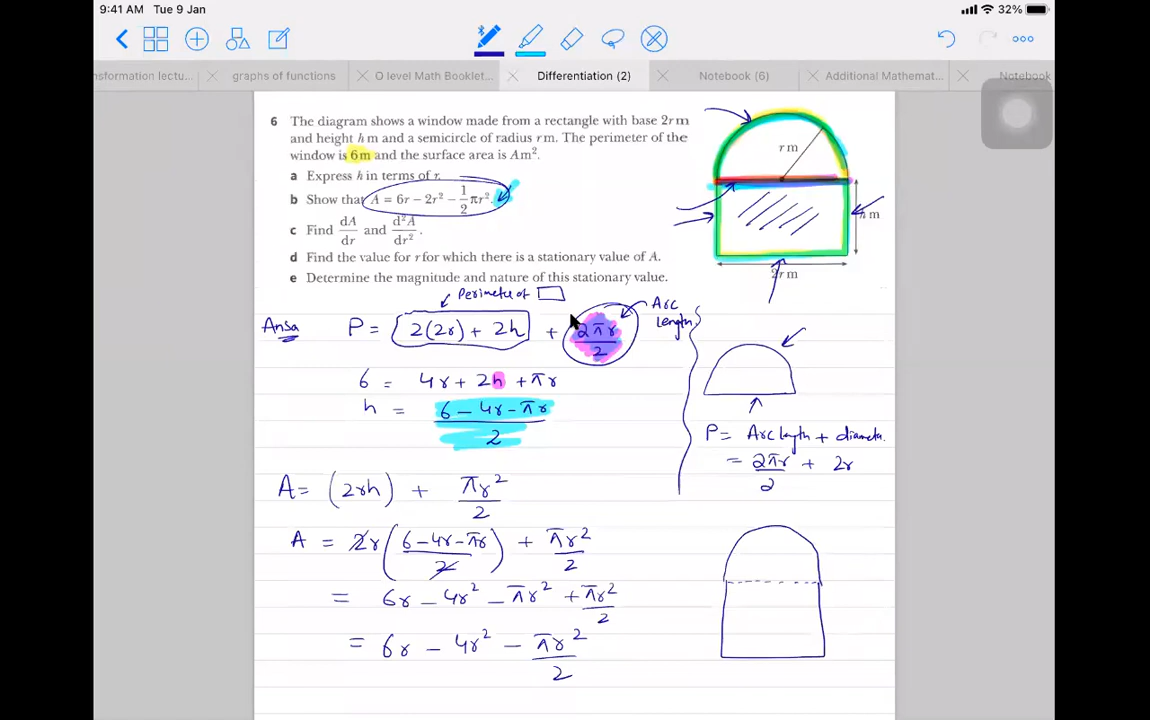 9:41 AM Tue 9 Jan
32%
nsformation lectu...
graphs of functions
O level Math Booklet...
Differentiation (2)
Notebook (6)
Additional Mathemat...
Notebook
6 The diagram shows a window made from a rectangle with base 2r m
and height h m and a semicircle of radius r m. The perimeter of the
window is 6 m and the surface area is A m².
a Express h in terms of r.
b Show that A = 6r − 2r² − 1/2 πr².
c Find dA/dr and d²A/dr².
d Find the value for r for which there is a stationary value of A.
e Determine the magnitude and nature of this stationary value.
r m
h m
2r m
Perimeter of
Arc
length
Ansa
P = 2(2r) + 2h + 2πr/2
6 = 4r + 2h + πr
h = 6 − 4r − πr / 2
P = Arc length + diameter.
= 2πr/2 + 2r
A = (2rh) + πr²/2
A = 2r(6 − 4r − πr / 2) + πr²/2
= 6r − 4r² − πr² + πr²/2
= 6r − 4r² − πr²/2